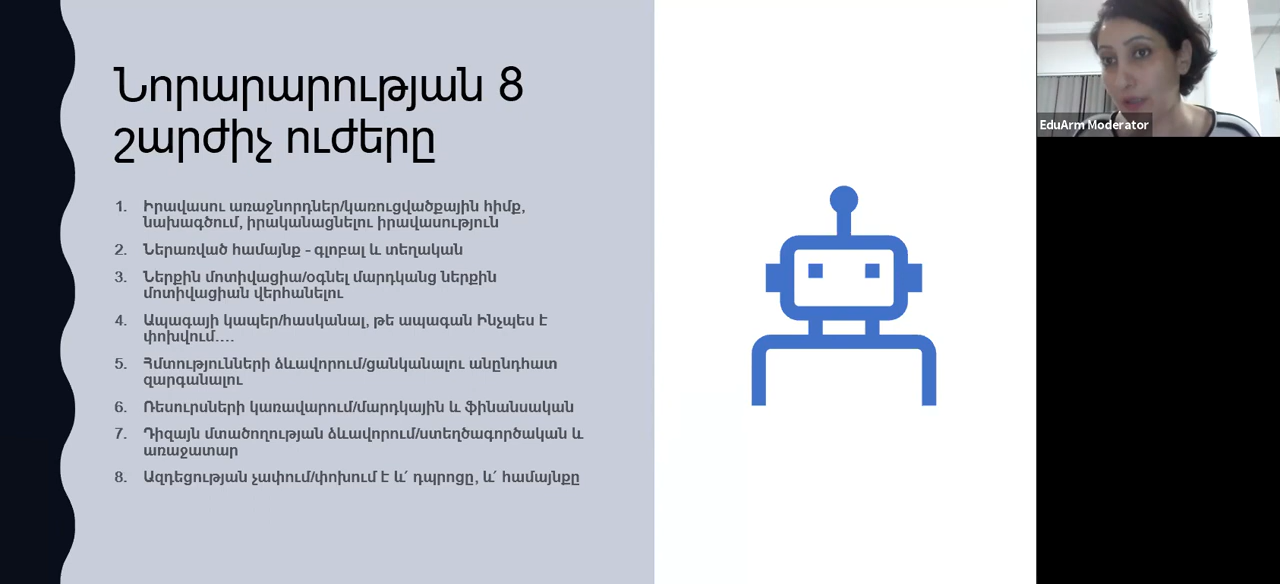 Նորարարության 8
շարժիչ ուժերը
1. Իրավասու առաջնորդներ/կառուցվածքային հիմք,
նախագծում, իրականացնելու իրավասություն
2. Ներառված համայնք - գլոբալ և տեղական
3. Ներքին մոտիվացիա/օգնել մարդկանց ներքին
մոտիվացիան վերհանելու
4. Ապագայի կապեր/հասկանալ, թե ապագան Ինչպես է
փոխվում….
5. Հմտությունների ձևավորում/ցանկանալու անընդհատ
զարգանալու
6. Ռեսուրսների կառավարում/մարդկային և ֆինանսական
7. Դիզայն մտածողության ձևավորում/ստեղծագործական և
առաջատար
8. Ազդեցության չափում/փոխում է և՛ դպրոցը, և՛ համայնքը
EduArm Moderator